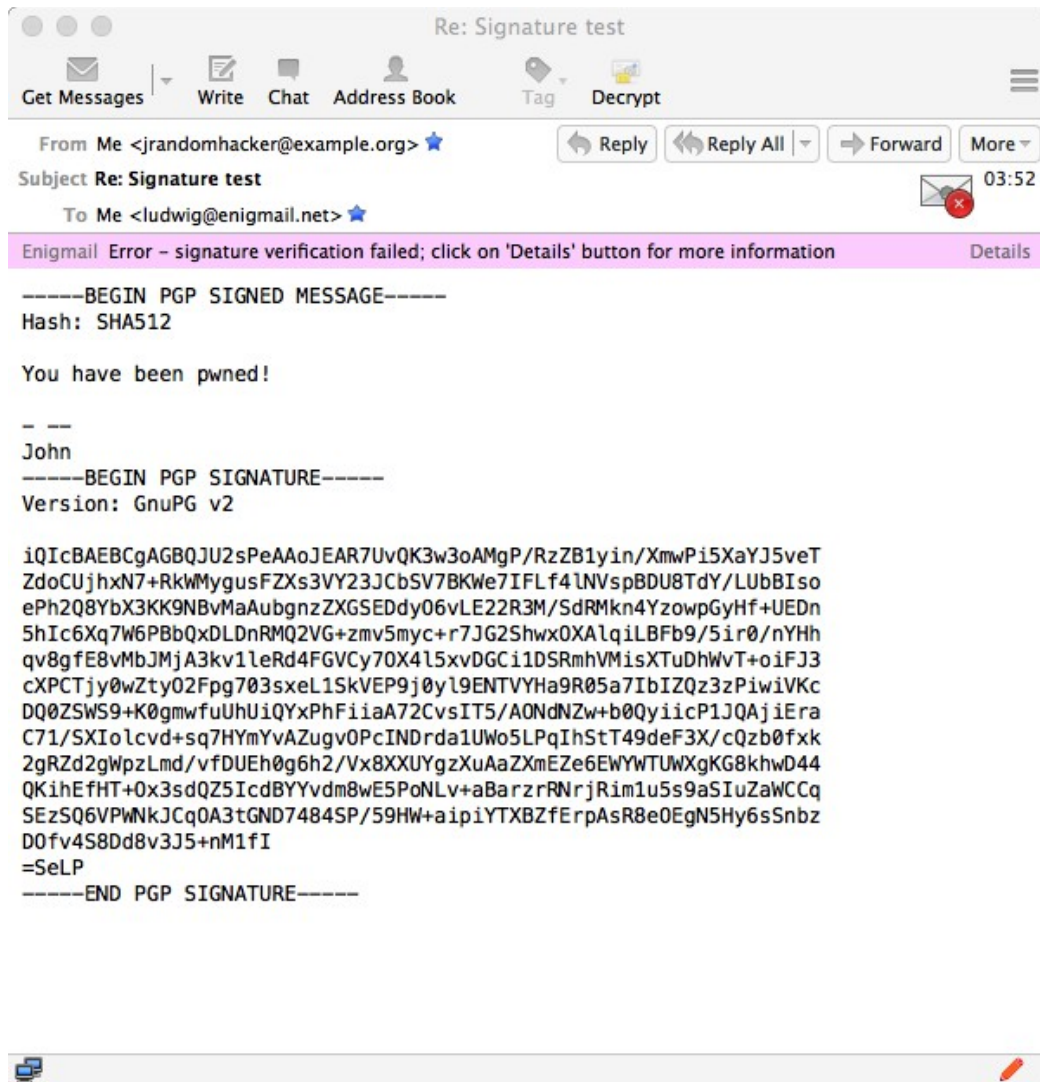 Re: Signature test
Get Messages Write Chat Address Book Tag Decrypt
From Me <jrandomhacker@example.org> Reply Reply All Forward More
Subject Re: Signature test 03:52
To Me <ludwig@enigmail.net>
Enigmail Error – signature verification failed; click on 'Details' button for more information Details
-----BEGIN PGP SIGNED MESSAGE-----
Hash: SHA512
You have been pwned!
- --
John
-----BEGIN PGP SIGNATURE-----
Version: GnuPG v2
iQIcBAEBCgAGBQJU2sPeAAoJEAR7UvQK3w3oAMgP/RzZB1yin/XmwPi5XaYJ5veT
ZdoCUjhxN7+RkWMygusFZXs3VY23JCbSV7BKWe7IFLf4lNVspBDU8TdY/LUbBIso
ePh2Q8YbX3KK9NBvMaAubgnzZXGSEDdyO6vLE22R3M/SdRMkn4YzowpGyHf+UEDn
5hIc6Xq7W6PBbQxDLDnRMQ2VG+zmv5myc+r7JG2ShwxOXAlqiLBFb9/5ir0/nYHh
qv8gfE8vMbJMjA3kv1leRd4FGVCy7OX4l5xvDGCi1DSRmhVMisXTuDhWvT+oiFJ3
cXPCTjy0wZtyO2Fpg703sxeL1SkVEP9j0yl9ENTVYHa9R05a7IbIZQz3zPiwiVKc
DQ0ZSWS9+K0gmwfuUhUiQYxPhFiiaA72CvsIT5/AONdNZw+b0QyiicP1JQAjiEra
C71/SXIolcvd+sq7HYmYvAZugvOPcINDrda1UWo5LPqIhStT49deF3X/cQzb0fxk
2gRZd2gWpzLmd/vfDUEh0g6h2/Vx8XXUYgzXuAaZXmEZe6EWYWTUWXgKG8khwD44
QKihEfHT+Ox3sdQZ5IcdBYYvdm8wE5PoNLv+aBarzrRNrjRim1u5s9aSIuZaWCCq
SEzSQ6VPWNkJCqOA3tGND7484SP/59HW+aipiYTXBZfErpAsR8eOEgN5Hy6sSnbz
DOfv4S8Dd8v3J5+nM1fI
=SeLP
-----END PGP SIGNATURE-----